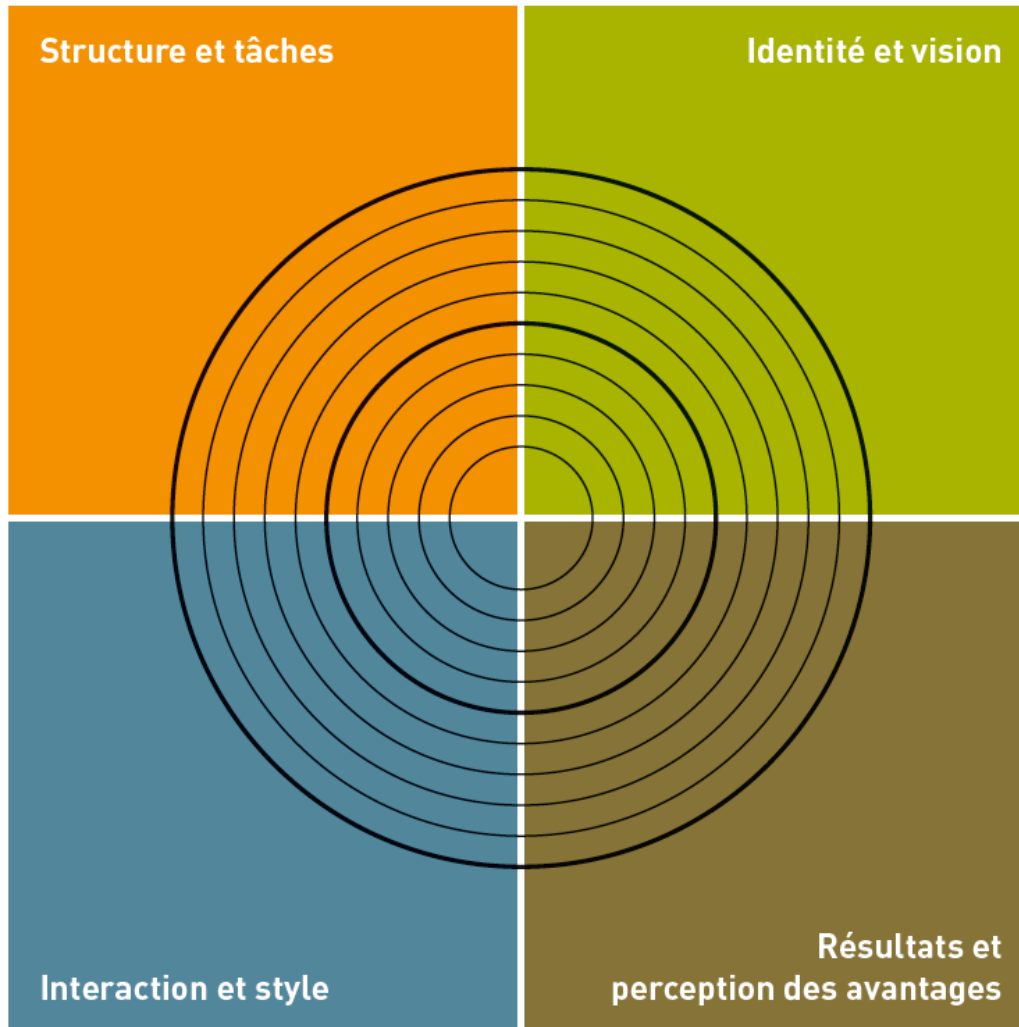 Structure et tâches
Identité et vision
Interaction et style
Résultats et
perception des avantages